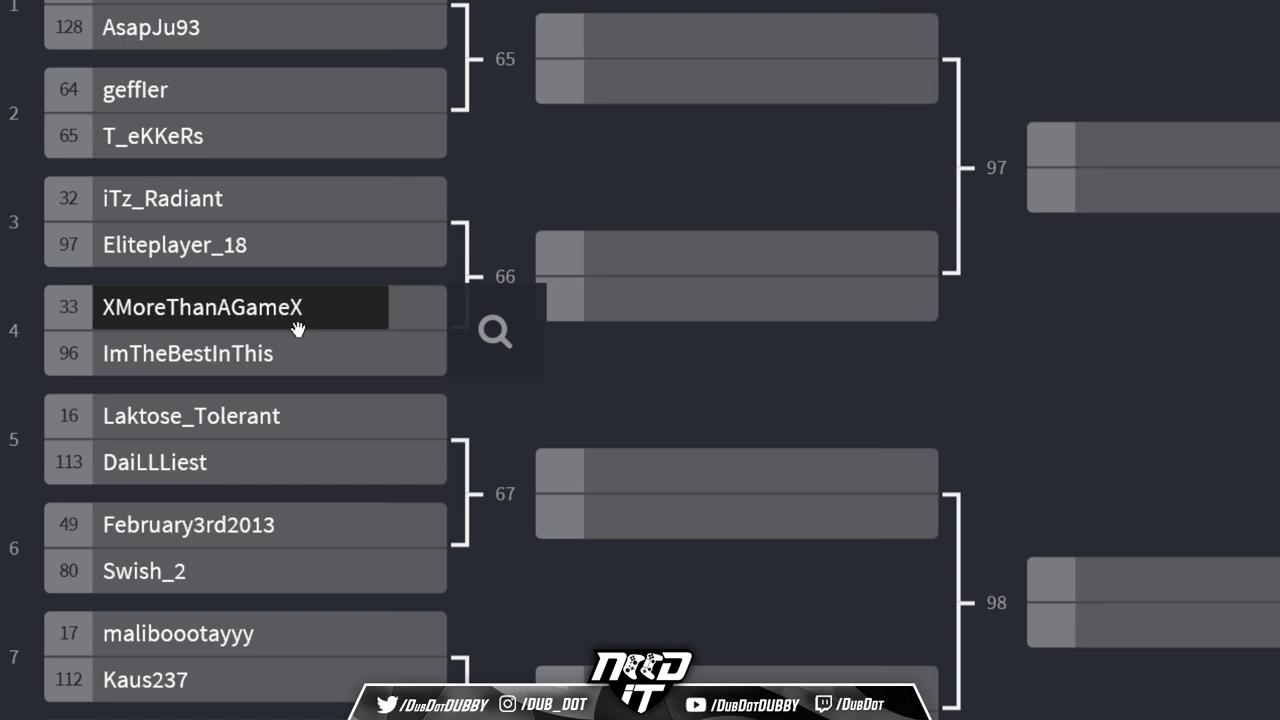 1
128 AsapJu93
65
2
64 geffler
65 T_eKKeRs
97
3
32 iTz_Radiant
97 Eliteplayer_18
66
4
33 XMoreThanAGameX
96 ImTheBestInThis
5
16 Laktose_Tolerant
113 DaiLLLiest
67
6
49 February3rd2013
80 Swish_2
98
7
17 maliboootayyy
112 Kaus237
NEED IT
/DubDotDUBBY /DUB_DOT /DubDotDUBBY /DubDot